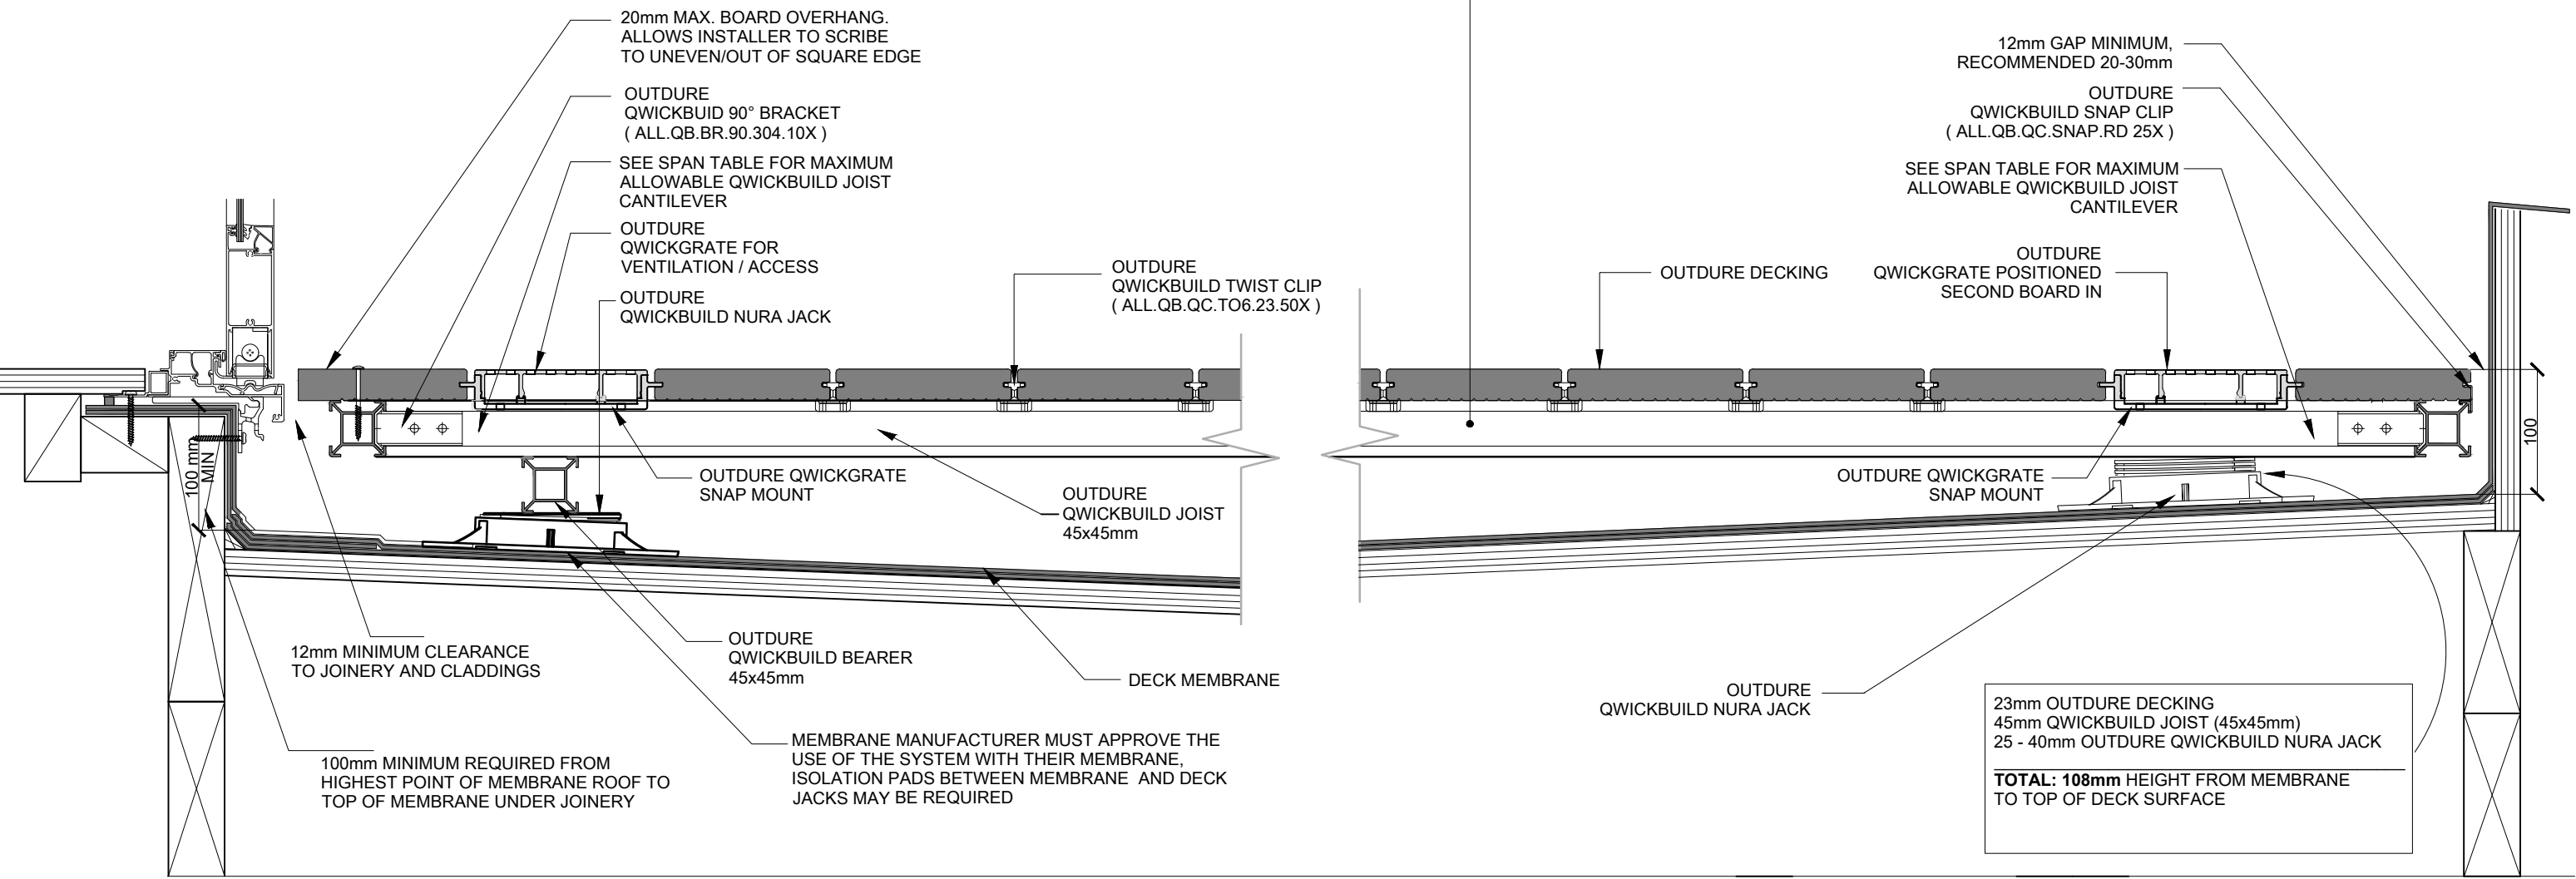 20mm MAX. BOARD OVERHANG.
ALLOWS INSTALLER TO SCRIBE
TO UNEVEN/OUT OF SQUARE EDGE
OUTDURE
QWICKBUID 90° BRACKET
( ALL.QB.BR.90.304.10X )
SEE SPAN TABLE FOR MAXIMUM
ALLOWABLE QWICKBUILD JOIST
CANTILEVER
OUTDURE
QWICKGRATE FOR
VENTILATION / ACCESS
OUTDURE
QWICKBUILD NURA JACK
OUTDURE
QWICKBUILD TWIST CLIP
( ALL.QB.QC.TO6.23.50X )
12mm GAP MINIMUM,
RECOMMENDED 20-30mm
OUTDURE
QWICKBUILD SNAP CLIP
( ALL.QB.QC.SNAP.RD 25X )
SEE SPAN TABLE FOR MAXIMUM
ALLOWABLE QWICKBUILD JOIST
CANTILEVER
OUTDURE DECKING
OUTDURE
QWICKGRATE POSITIONED
SECOND BOARD IN
100 mm
MIN
OUTDURE QWICKGRATE
SNAP MOUNT
OUTDURE
QWICKBUILD JOIST
45x45mm
OUTDURE QWICKGRATE
SNAP MOUNT
100
12mm MINIMUM CLEARANCE
TO JOINERY AND CLADDINGS
OUTDURE
QWICKBUILD BEARER
45x45mm
DECK MEMBRANE
OUTDURE
QWICKBUILD NURA JACK
100mm MINIMUM REQUIRED FROM
HIGHEST POINT OF MEMBRANE ROOF TO
TOP OF MEMBRANE UNDER JOINERY
MEMBRANE MANUFACTURER MUST APPROVE THE
USE OF THE SYSTEM WITH THEIR MEMBRANE,
ISOLATION PADS BETWEEN MEMBRANE AND DECK
JACKS MAY BE REQUIRED
23mm OUTDURE DECKING
45mm QWICKBUILD JOIST (45x45mm)
25 - 40mm OUTDURE QWICKBUILD NURA JACK
TOTAL: 108mm HEIGHT FROM MEMBRANE
TO TOP OF DECK SURFACE